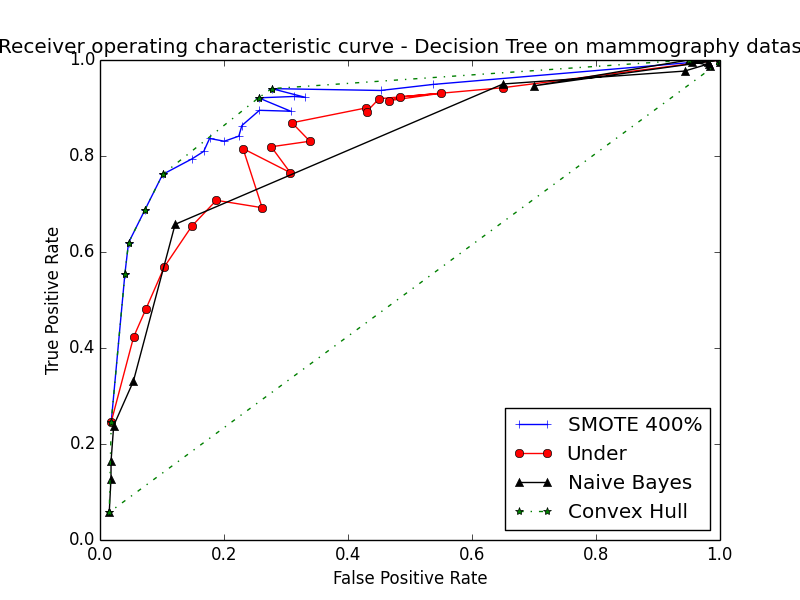 Receiver operating characteristic curve - Decision Tree on mammography datas
1.0
0.8
0.6
0.4
0.2
0.0
True Positive Rate
SMOTE 400%
Under
Naive Bayes
Convex Hull
0.0 0.2 0.4 0.6 0.8 1.0
False Positive Rate